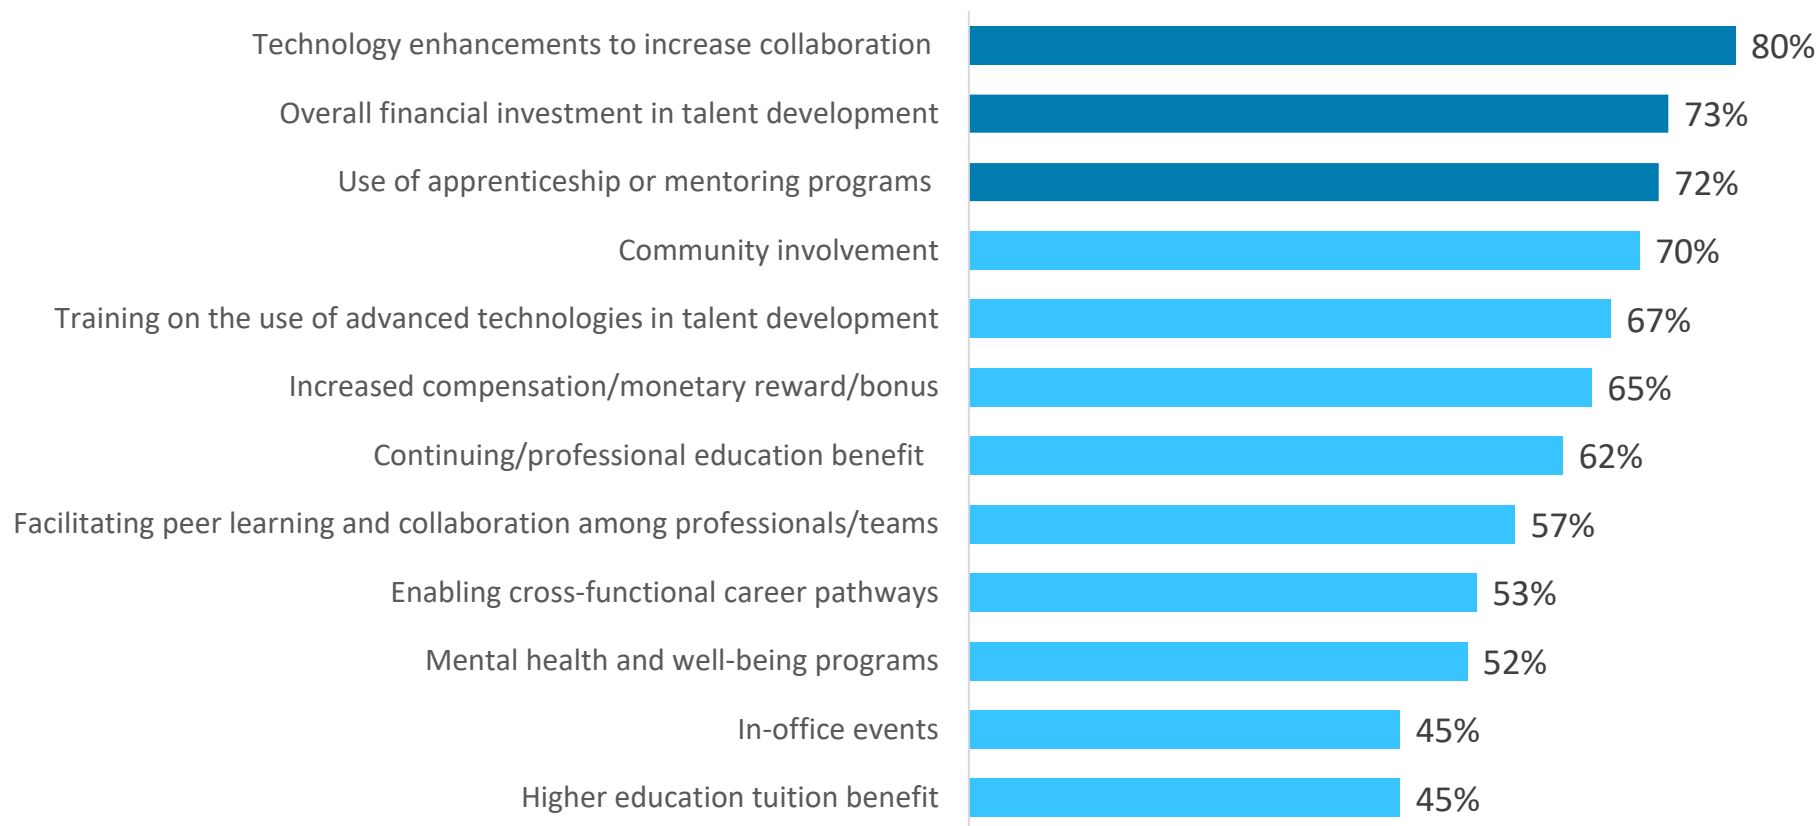 Technology enhancements to increase collaboration 80%
Overall financial investment in talent development 73%
Use of apprenticeship or mentoring programs 72%
Community involvement 70%
Training on the use of advanced technologies in talent development 67%
Increased compensation/monetary reward/bonus 65%
Continuing/professional education benefit 62%
Facilitating peer learning and collaboration among professionals/teams 57%
Enabling cross-functional career pathways 53%
Mental health and well-being programs 52%
In-office events 45%
Higher education tuition benefit 45%